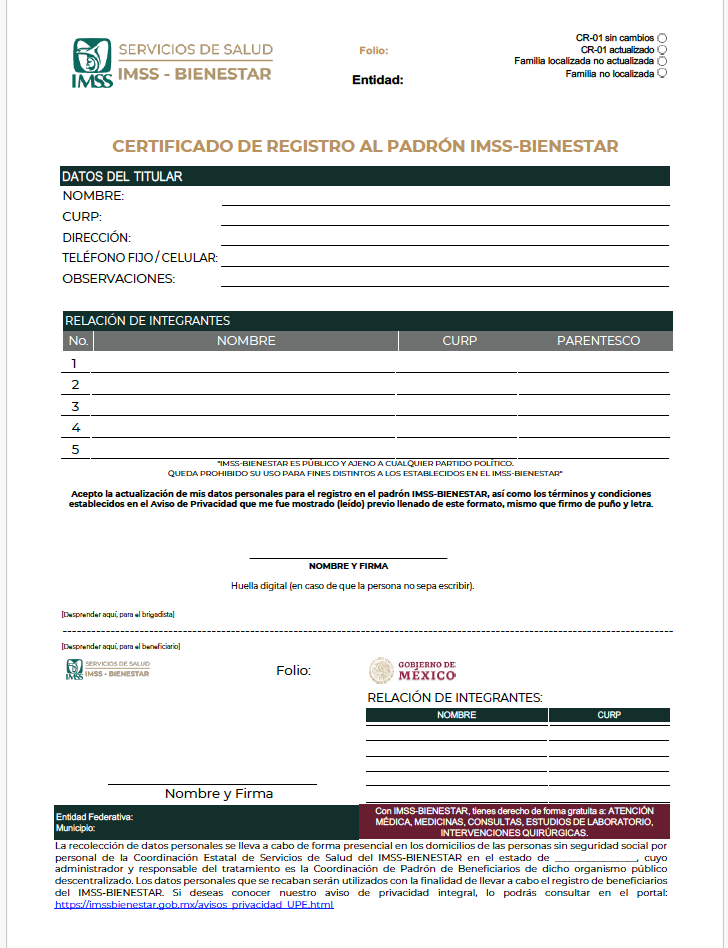 IMSS
SERVICIOS DE SALUD
IMSS - BIENESTAR
Folio:
Entidad:
CR-01 sin cambios
CR-01 actualizado
Familia localizada no actualizada
Familia no localizada
CERTIFICADO DE REGISTRO AL PADRÓN IMSS-BIENESTAR
DATOS DEL TITULAR
NOMBRE:
CURP:
DIRECCIÓN:
TELÉFONO FIJO / CELULAR:
OBSERVACIONES:
RELACIÓN DE INTEGRANTES
No. NOMBRE CURP PARENTESCO
1
2
3
4
5
"IMSS-BIENESTAR ES PÚBLICO Y AJENO A CUALQUIER PARTIDO POLÍTICO.
QUEDA PROHIBIDO SU USO PARA FINES DISTINTOS A LOS ESTABLECIDOS EN EL IMSS-BIENESTAR"
Acepto la actualización de mis datos personales para el registro en el padrón IMSS-BIENESTAR, así como los términos y condiciones
establecidos en el Aviso de Privacidad que me fue mostrado (leído) previo llenado de este formato, mismo que firmo de puño y letra.
NOMBRE Y FIRMA
Huella digital (en caso de que la persona no sepa escribir).
[Desprender aquí, para el brigadista]
[Desprender aquí, para el beneficiario]
IMSS
SERVICIOS DE SALUD
IMSS - BIENESTAR
Folio:
GOBIERNO DE
MÉXICO
RELACIÓN DE INTEGRANTES:
NOMBRE CURP
Nombre y Firma
Entidad Federativa:
Municipio:
Con IMSS-BIENESTAR, tienes derecho de forma gratuita a: ATENCIÓN
MÉDICA, MEDICINAS, CONSULTAS, ESTUDIOS DE LABORATORIO,
INTERVENCIONES QUIRÚRGICAS.
La recolección de datos personales se lleva a cabo de forma presencial en los domicilios de las personas sin seguridad social por
personal de la Coordinación Estatal de Servicios de Salud del IMSS-BIENESTAR en el estado de ________________, cuyo
administrador y responsable del tratamiento es la Coordinación de Padrón de Beneficiarios de dicho organismo público
descentralizado. Los datos personales que se recaban serán utilizados con la finalidad de llevar a cabo el registro de beneficiarios
del IMSS-BIENESTAR. Si deseas conocer nuestro aviso de privacidad integral, lo podrás consultar en el portal:
https://imssbienestar.gob.mx/avisos_privacidad_UPE.html